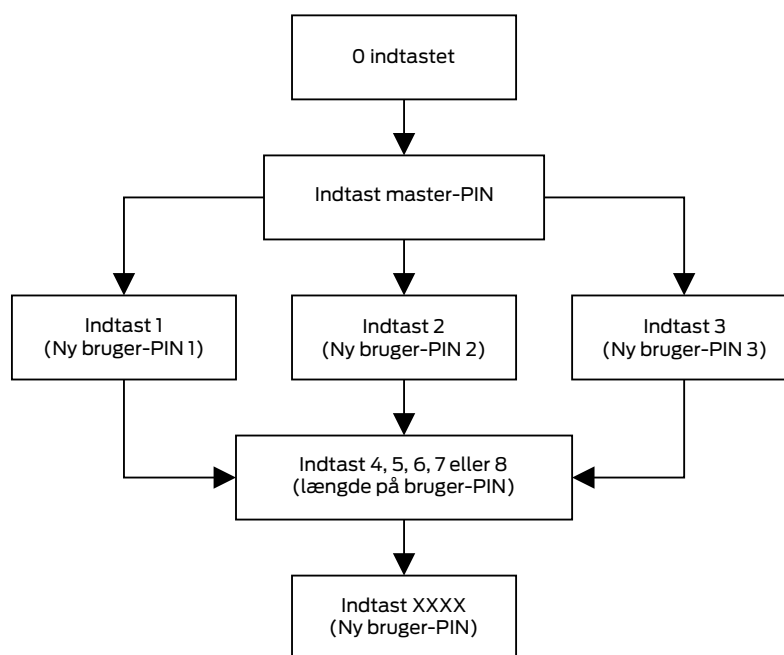 0 indtastet
Indtast master-PIN
Indtast 1
(Ny bruger-PIN 1)
Indtast 2
(Ny bruger-PIN 2)
Indtast 3
(Ny bruger-PIN 3)
Indtast 4, 5, 6, 7 eller 8
(længde på bruger-PIN)
Indtast XXXX
(Ny bruger-PIN)